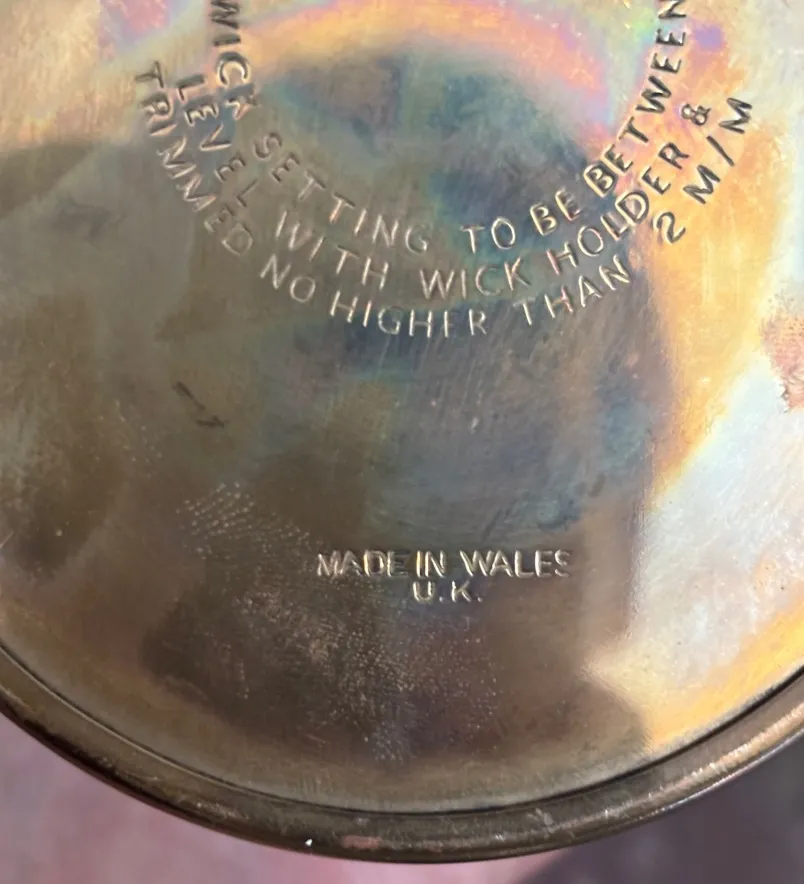 WICK SETTING TO BE BETWEEN
LEVEL WITH WICK HOLDER &
TRIMMED NO HIGHER THAN 2 M/M
MADE IN WALES
U.K.